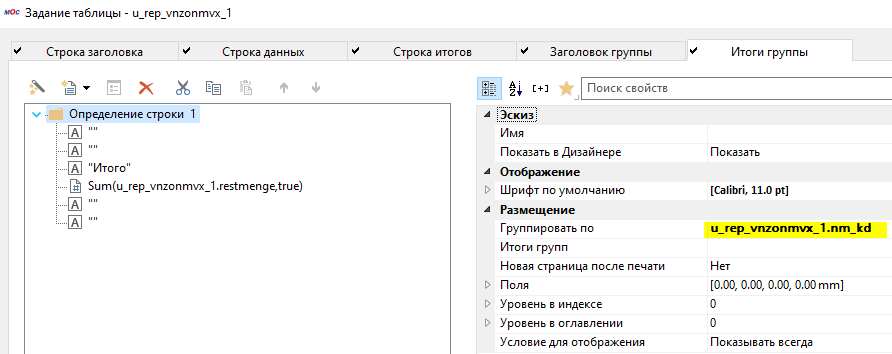 мос Задание таблицы - u_rep_vnzonmvx_1
Строка заголовка Строка данных Строка итогов Заголовок группы Итоги группы
Определение строки 1
""
""
"Итого"
Sum(u_rep_vnzonmvx_1.restmenge,true)
""
""
Поиск свойств
Эскиз
Имя
Показать в Дизайнере Показать
Отображение
Шрифт по умолчанию [Calibri, 11.0 pt]
Размещение
Группировать по u_rep_vnzonmvx_1.nm_kd
Итоги групп
Новая страница после печати Нет
Поля [0.00, 0.00, 0.00, 0.00 mm]
Уровень в индексе 0
Уровень в оглавлении 0
Условие для отображения Показывать всегда